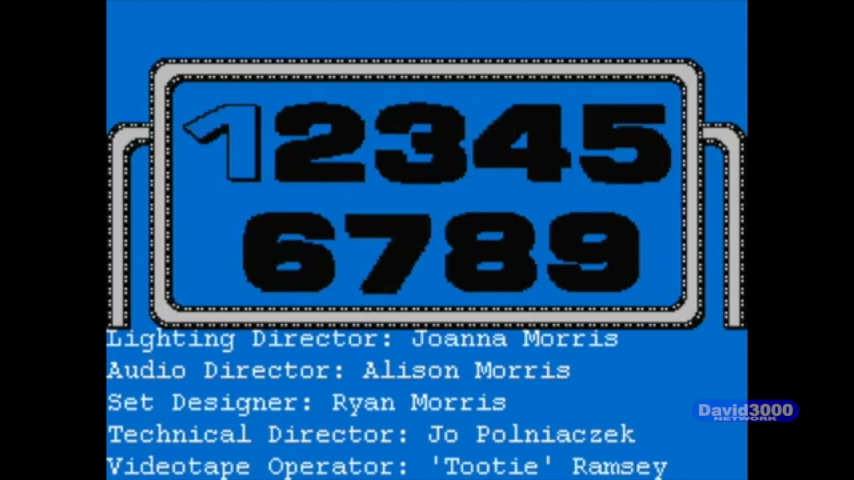 12345
6789
Lighting Director: Joanna Morris
Audio Director: Alison Morris
Set Designer: Ryan Morris
David3000
NETWORK
Technical Director: Jo Polniaczek
Videotape Operator: 'Tootie' Ramsey